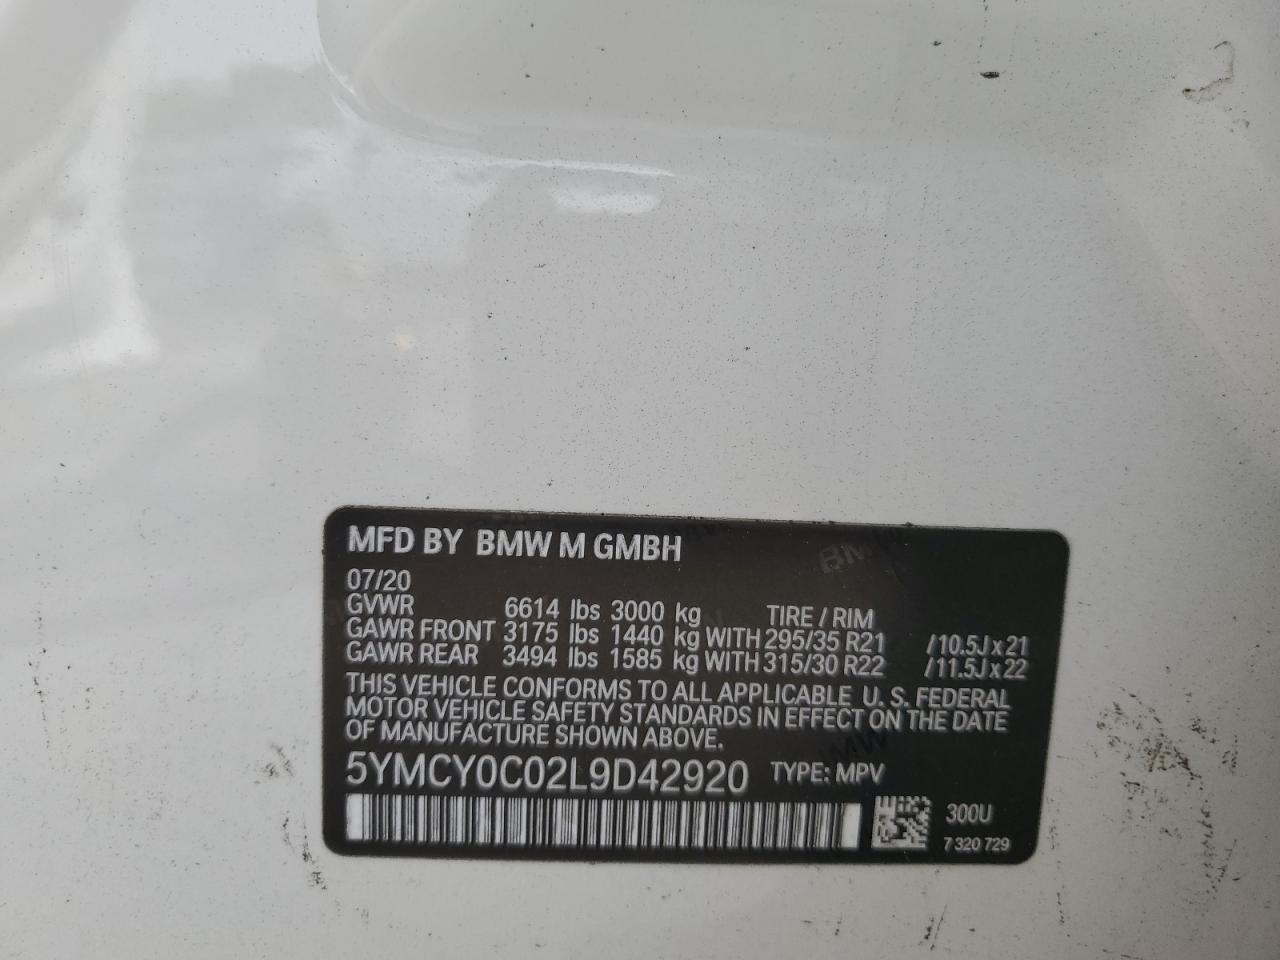 MFD BY BMW M GMBH
07/20
GVWR 6614 lbs 3000 kg TIRE / RIM
GAWR FRONT 3175 lbs 1440 kg WITH 295/35 R21 /10.5J x 21
GAWR REAR 3494 lbs 1585 kg WITH 315/30 R22 /11.5J x 22
THIS VEHICLE CONFORMS TO ALL APPLICABLE U. S. FEDERAL
MOTOR VEHICLE SAFETY STANDARDS IN EFFECT ON THE DATE
OF MANUFACTURE SHOWN ABOVE.
5YMCY0C02L9D42920 TYPE: MPV
300U
7 320 729